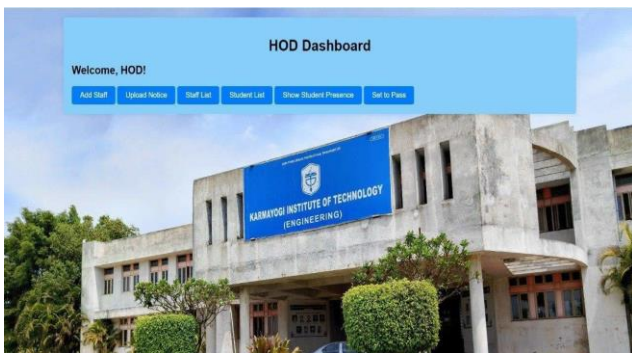 HOD Dashboard
Welcome, HOD!
Add Staff
Upload Notice
Staff List
Student List
Show Student Presence
Set to Pass
KARMAYOGI INSTITUTE OF TECHNOLOGY
(ENGINEERING)